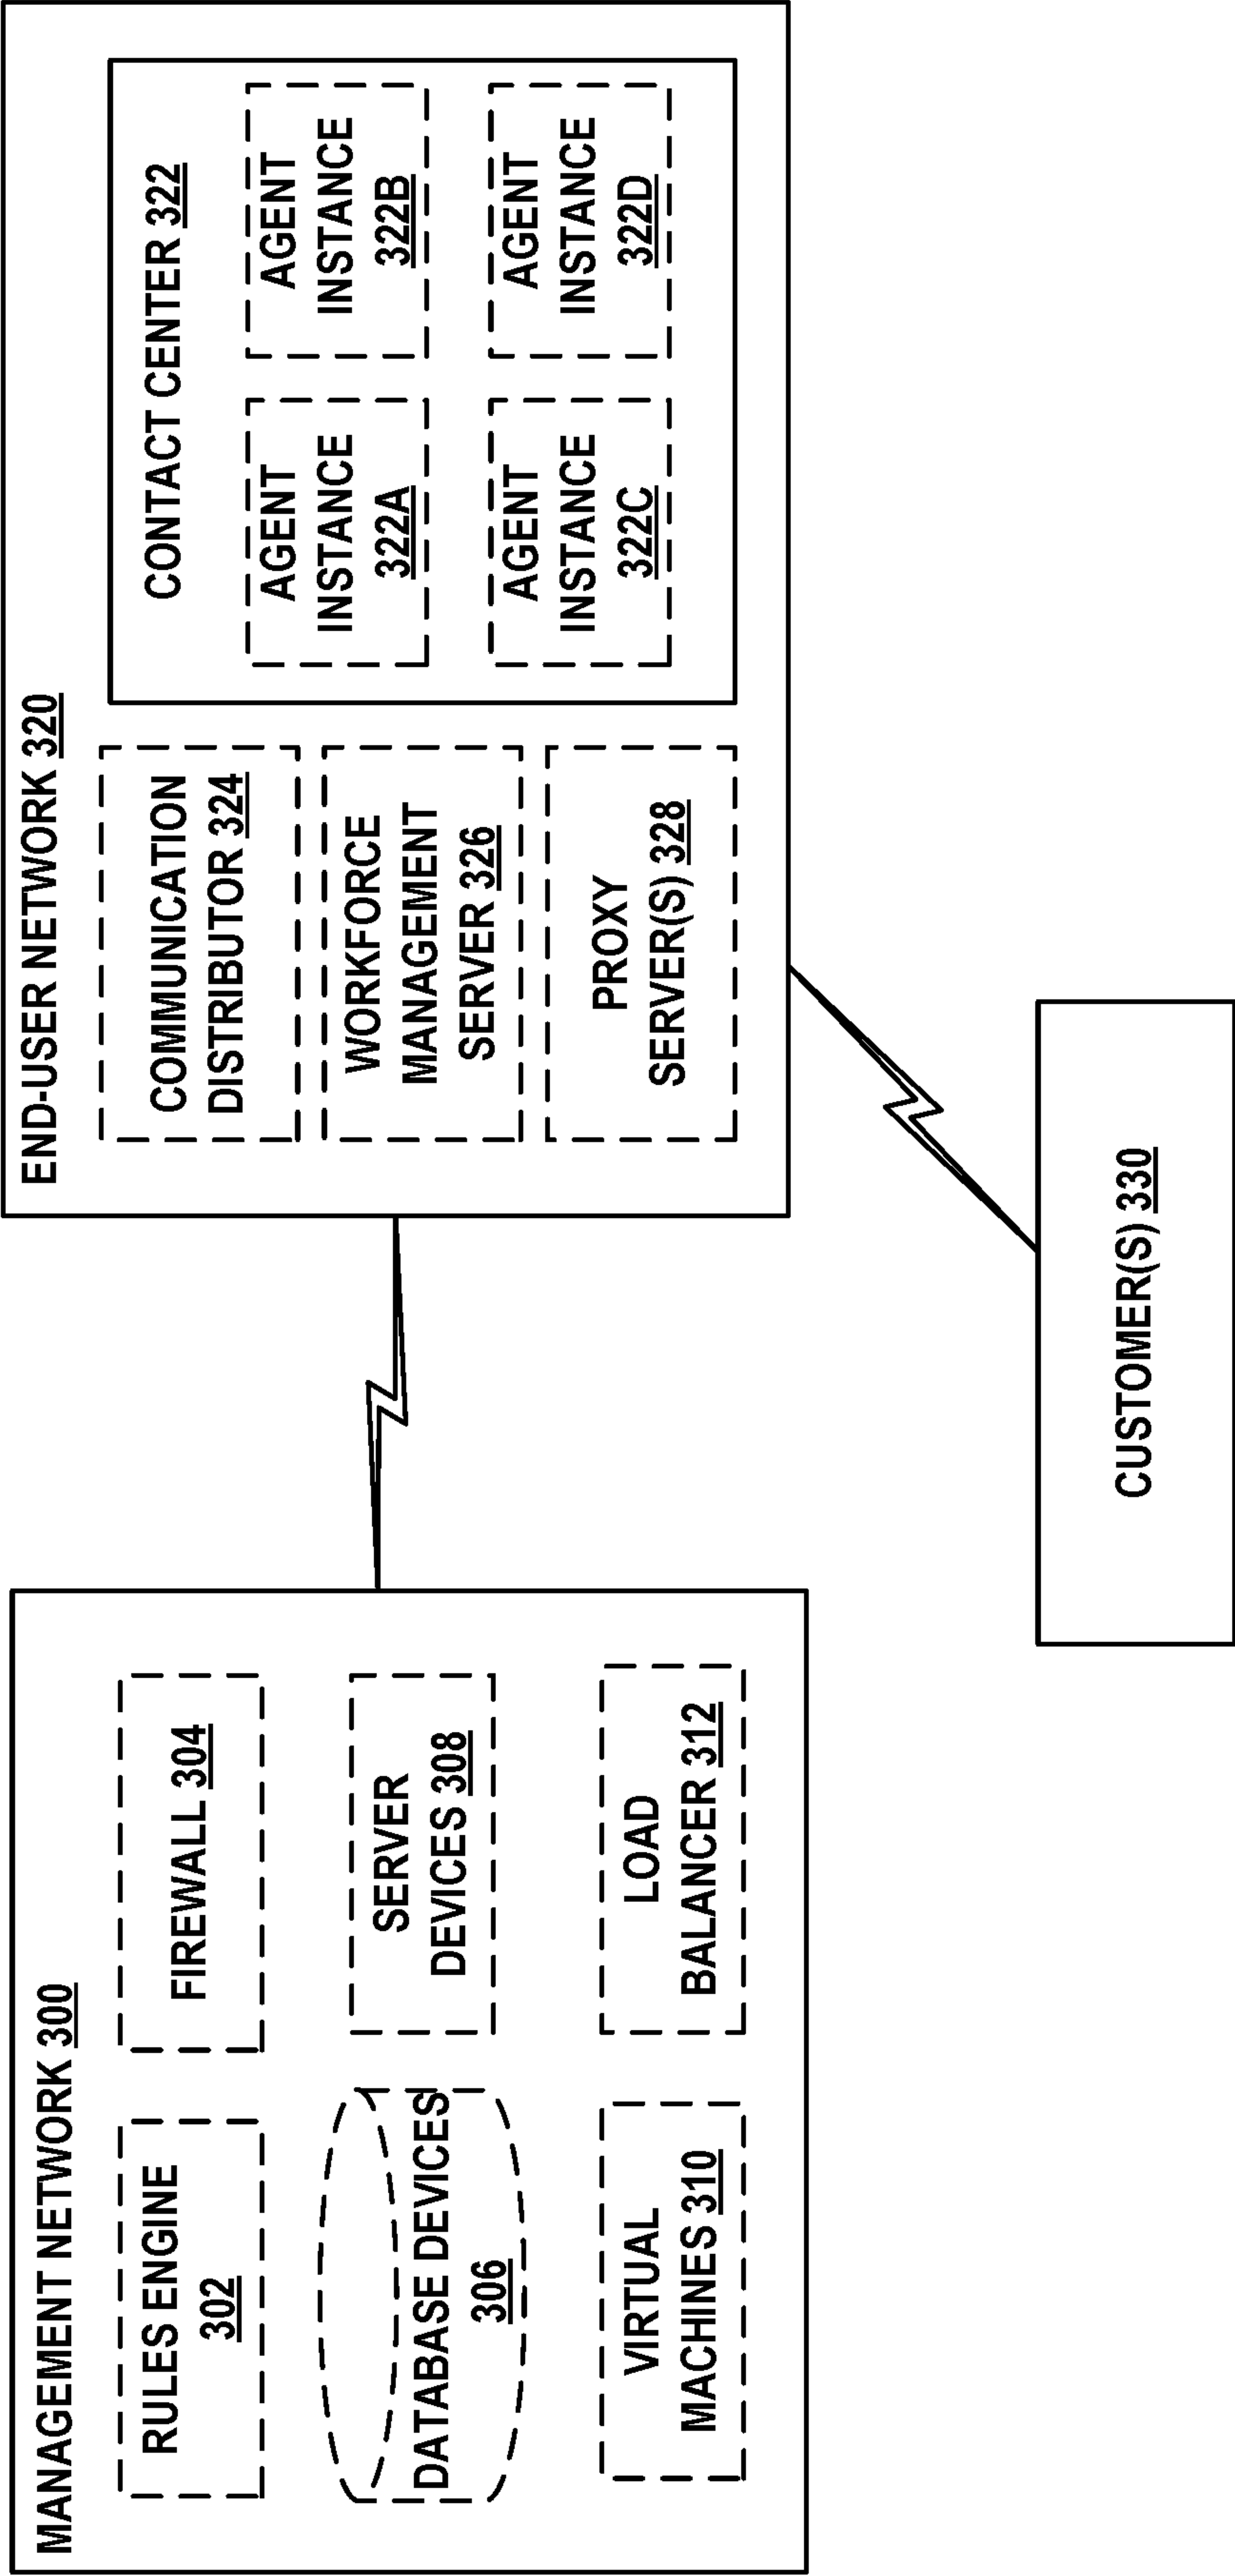 MANAGEMENT NETWORK 300
RULES ENGINE
302
FIREWALL 304
DATABASE DEVICES
306
SERVER
DEVICES 308
VIRTUAL
MACHINES 310
LOAD
BALANCER 312
END-USER NETWORK 320
COMMUNICATION
DISTRIBUTOR 324
WORKFORCE
MANAGEMENT
SERVER 326
PROXY
SERVER(S) 328
CONTACT CENTER 322
AGENT
INSTANCE
322A
AGENT
INSTANCE
322B
AGENT
INSTANCE
322C
AGENT
INSTANCE
322D
CUSTOMER(S) 330